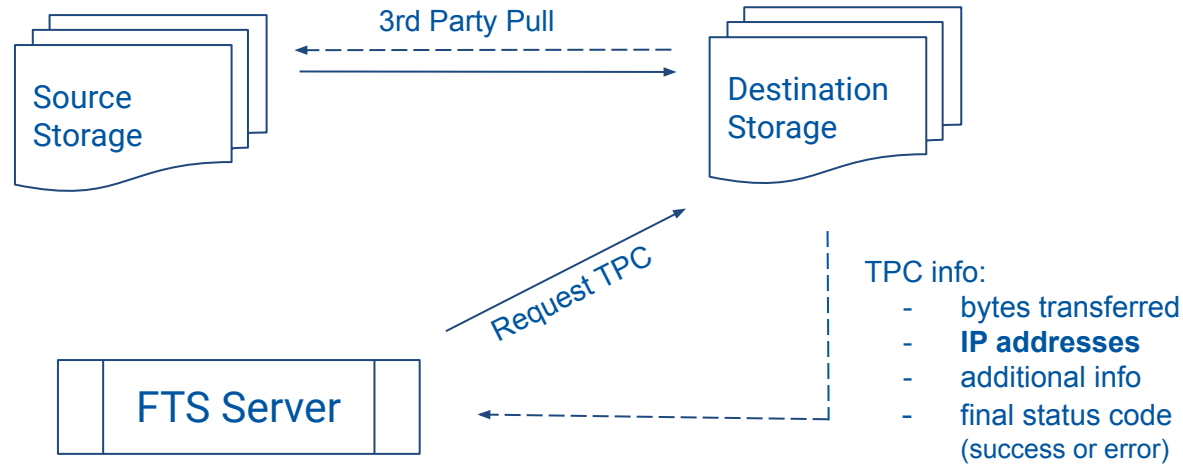 3rd Party Pull
Source
Storage
Destination
Storage
Request TPC
TPC info:
- bytes transferred
- IP addresses
- additional info
- final status code
(success or error)
FTS Server